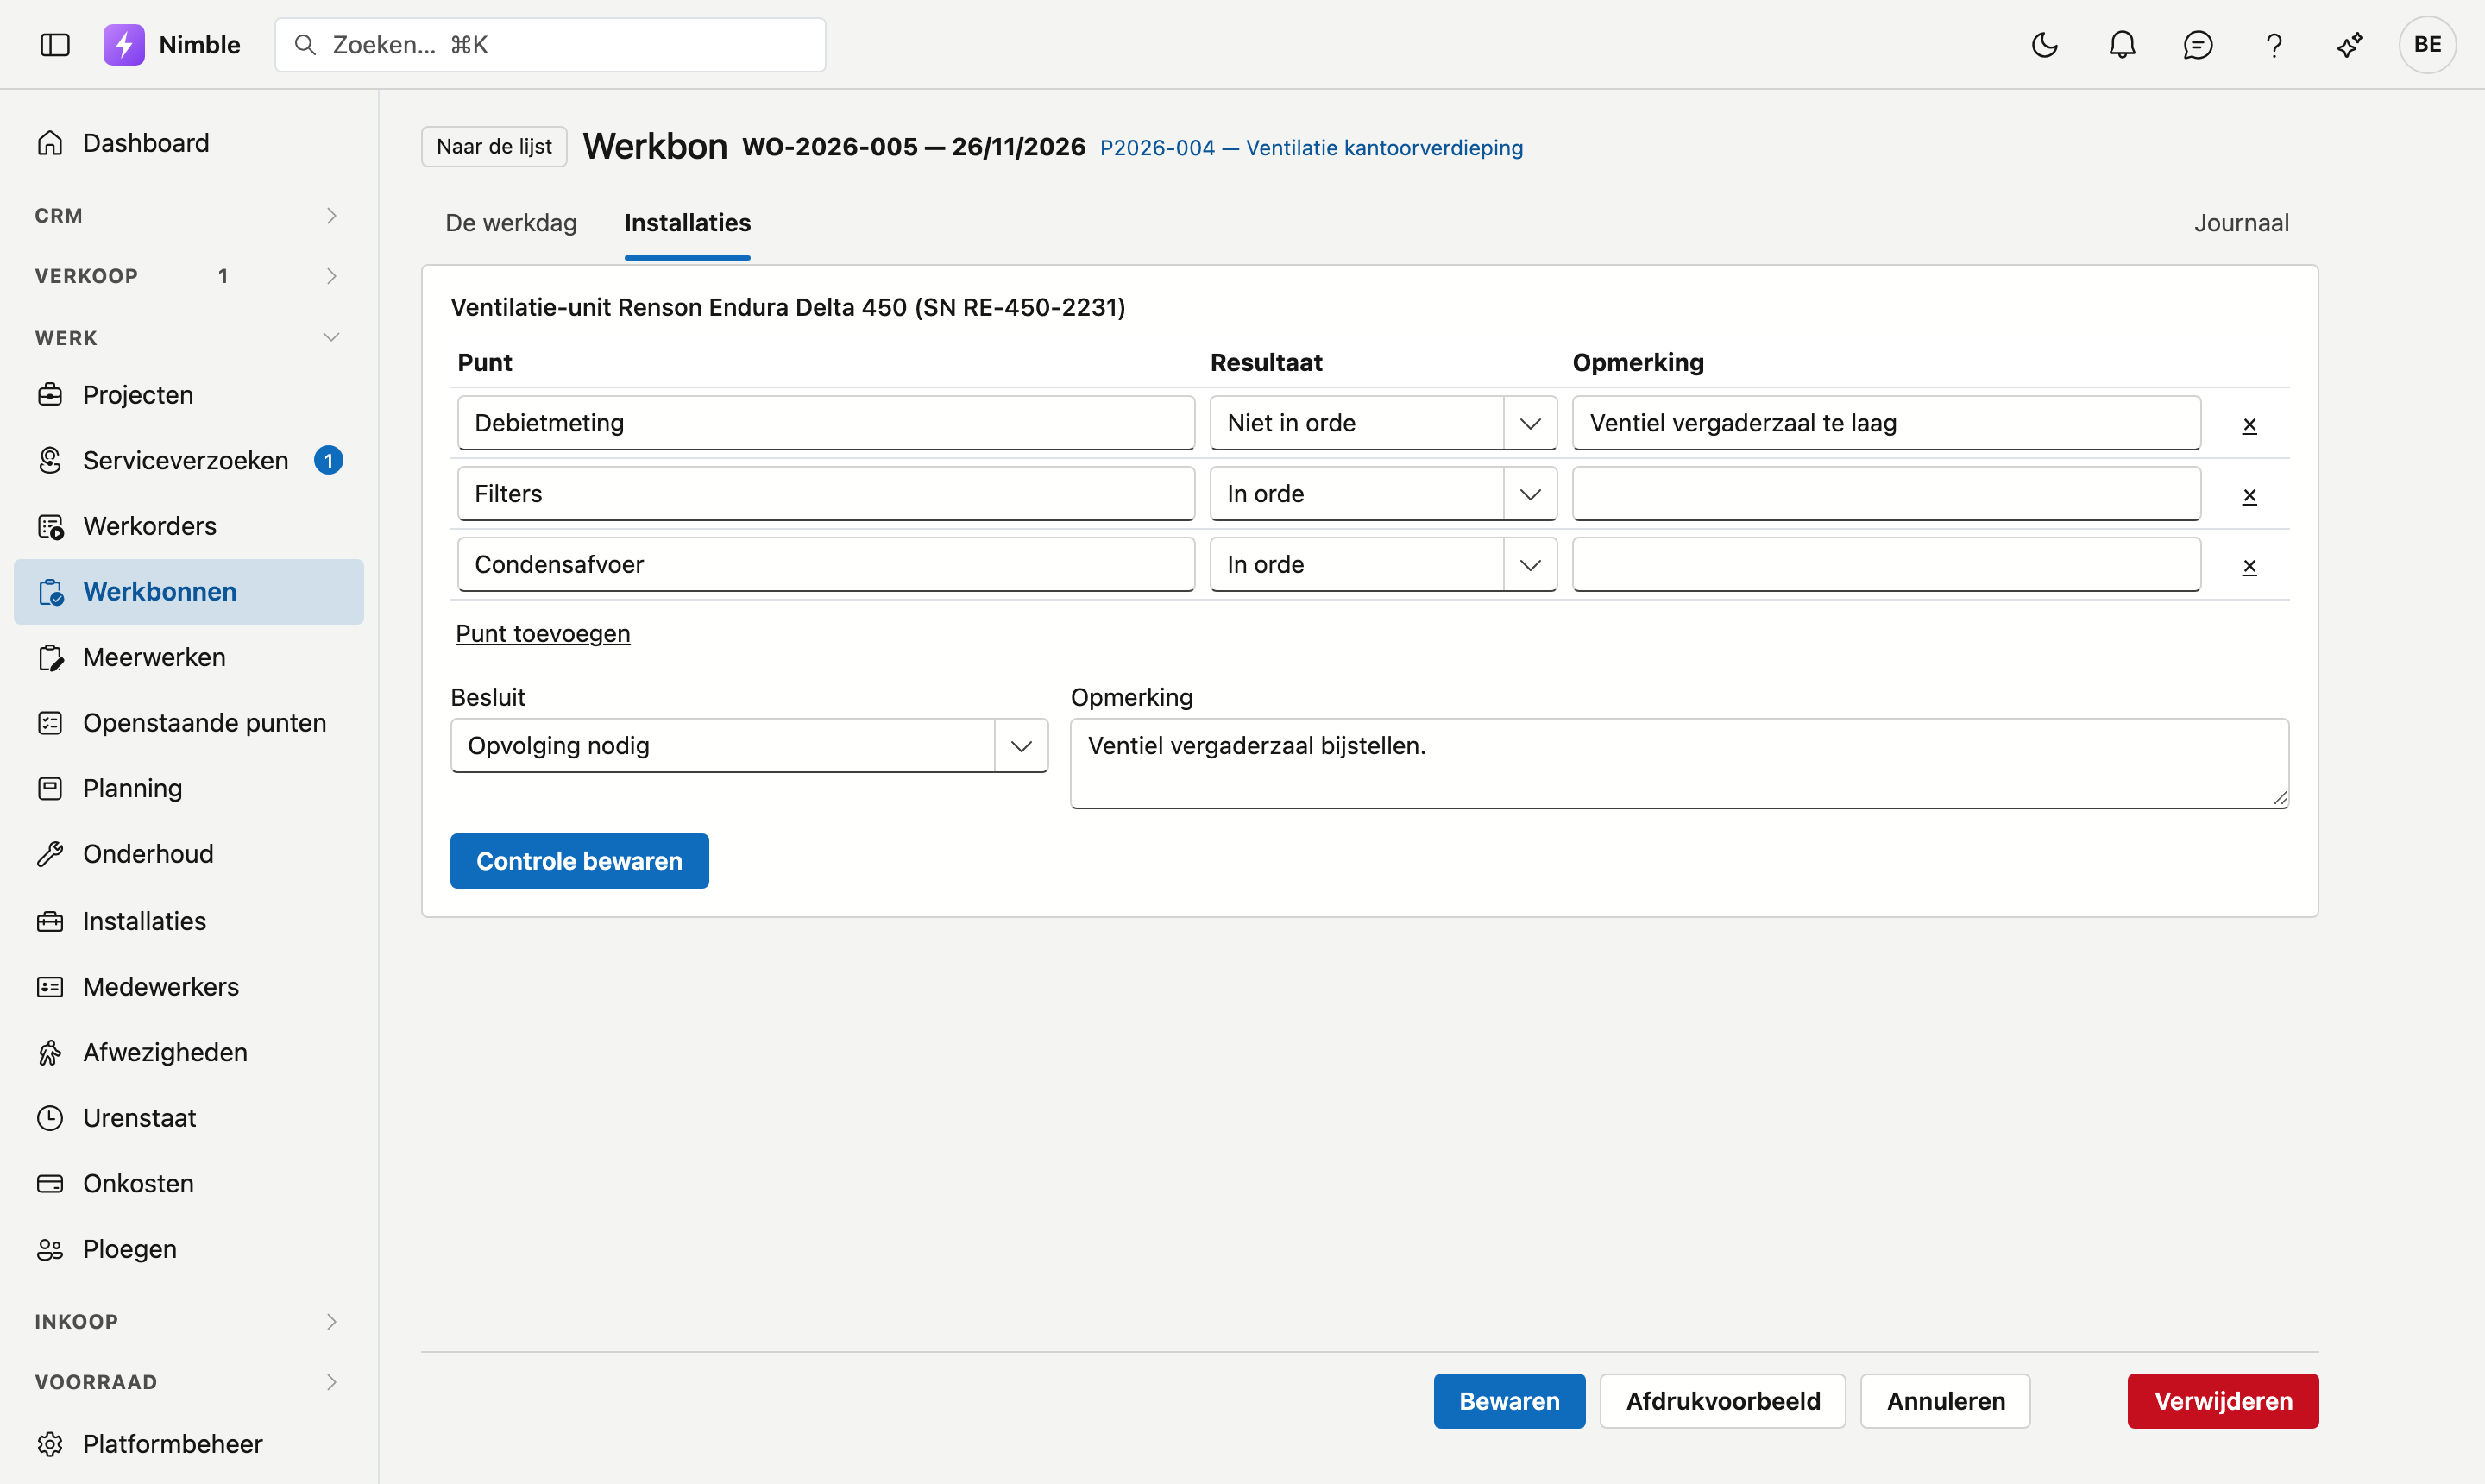 Nimble
Zoeken... ⌘K
BE
Dashboard
CRM
VERKOOP 1
WERK
Projecten
Serviceverzoeken 1
Werkorders
Werkbonnen
Meerwerken
Openstaande punten
Planning
Onderhoud
Installaties
Medewerkers
Afwezigheden
Urenstaat
Onkosten
Ploegen
INKOOP
VOORRAAD
Platformbeheer
Naar de lijst Werkbon WO-2026-005 — 26/11/2026 P2026-004 — Ventilatie kantoorverdieping
De werkdag Installaties Journaal
Ventilatie-unit Renson Endura Delta 450 (SN RE-450-2231)
Punt Resultaat Opmerking
Debietmeting Niet in orde Ventiel vergaderzaal te laag x
Filters In orde x
Condensafvoer In orde x
Punt toevoegen
Besluit Opmerking
Opvolging nodig Ventiel vergaderzaal bijstellen.
Controle bewaren
Bewaren Afdrukvoorbeeld Annuleren Verwijderen